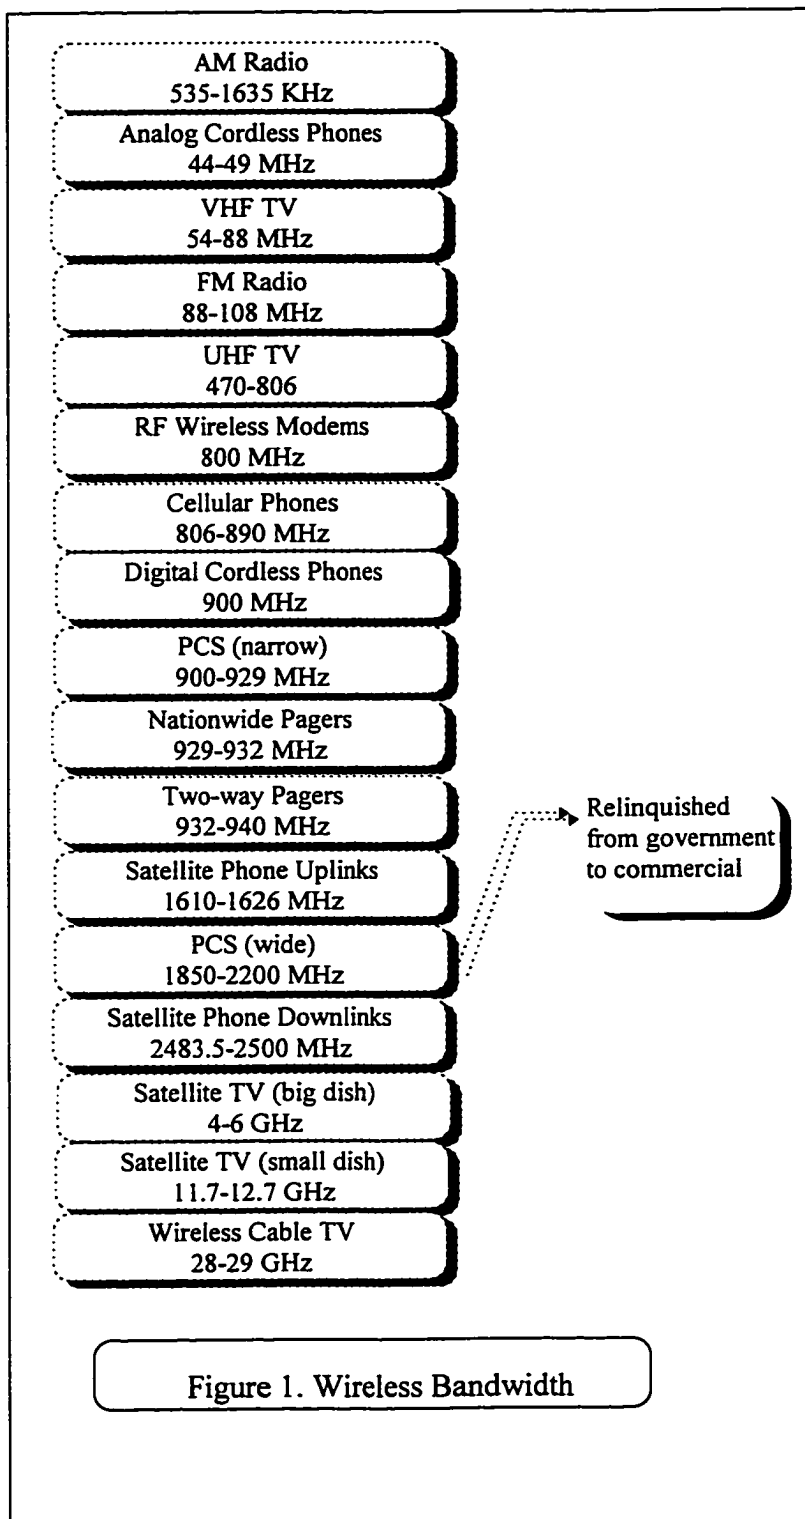 AM Radio
535-1635 KHz
Analog Cordless Phones
44-49 MHz
VHF TV
54-88 MHz
FM Radio
88-108 MHz
UHF TV
470-806
RF Wireless Modems
800 MHz
Cellular Phones
806-890 MHz
Digital Cordless Phones
900 MHz
PCS (narrow)
900-929 MHz
Nationwide Pagers
929-932 MHz
Two-way Pagers
932-940 MHz
Satellite Phone Uplinks
1610-1626 MHz
PCS (wide)
1850-2200 MHz
Satellite Phone Downlinks
2483.5-2500 MHz
Satellite TV (big dish)
4-6 GHz
Satellite TV (small dish)
11.7-12.7 GHz
Wireless Cable TV
28-29 GHz
Relinquished
from government
to commercial
Figure 1. Wireless Bandwidth